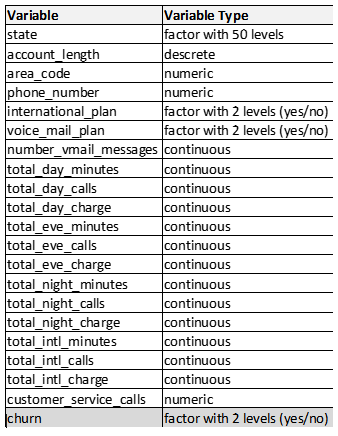 Variable Variable Type
state factor with 50 levels
account_length descrete
area_code numeric
phone_number numeric
international_plan factor with 2 levels (yes/no)
voice_mail_plan factor with 2 levels (yes/no)
number_vmail_messages continuous
total_day_minutes continuous
total_day_calls continuous
total_day_charge continuous
total_eve_minutes continuous
total_eve_calls continuous
total_eve_charge continuous
total_night_minutes continuous
total_night_calls continuous
total_night_charge continuous
total_intl_minutes continuous
total_intl_calls continuous
total_intl_charge continuous
customer_service_calls numeric
churn factor with 2 levels (yes/no)